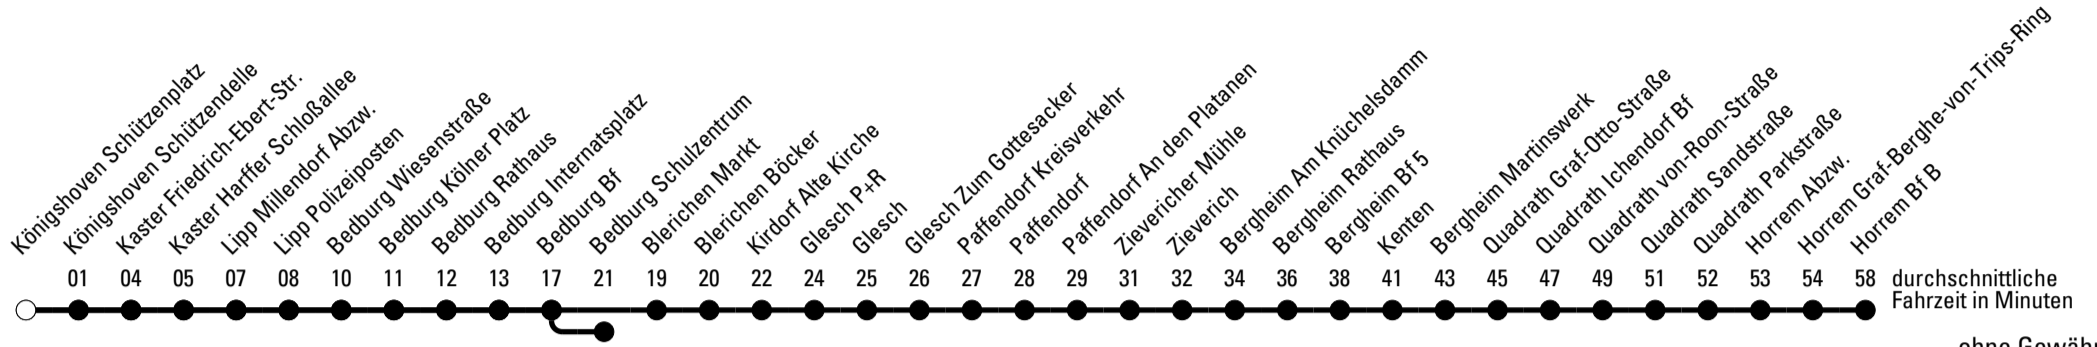 Königshoven Schützenplatz
Königshoven Schützendelle
Kaster Friedrich-Ebert-Str.
Kaster Harffer Schloßallee
Lipp Millendorf Abzw.
Lipp Polizeiposten
Bedburg Wiesenstraße
Bedburg Kölner Platz
Bedburg Rathaus
Bedburg Internatsplatz
Bedburg Bf
Bedburg Schulzentrum
Blerichen Markt
Blerichen Böcker
Kirdorf Alte Kirche
Glesch P+R
Glesch
Glesch Zum Gottesacker
Paffendorf Kreisverkehr
Paffendorf
Paffendorf An den Platanen
Zievericher Mühle
Zieverich
Bergheim Am Knüchelsdamm
Bergheim Rathaus
Bergheim Bf 5
Kenten
Bergheim Martinswerk
Quadrath Graf-Otto-Straße
Quadrath Ichendorf Bf
Quadrath von-Roon-Straße
Quadrath Sandstraße
Quadrath Parkstraße
Horrem Abzw.
Horrem Graf-Berghe-von-Trips-Ring
Horrem Bf B
01 04 05 07 08 10 11 12 13 17 21 19 20 22 24 25 26 27 28 29 31 32 34 36 38 41 43 45 47 49 51 52 53 54 58 durchschnittliche
Fahrzeit in Minuten
ohne Gewähr